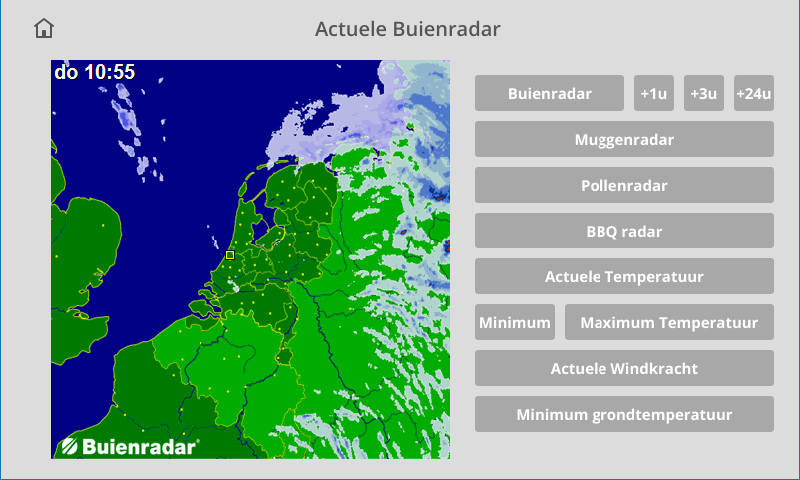 Actuele Buienradar
do 10:55
Buienradar +1u +3u +24u
Muggenradar
Pollenradar
BBQ radar
Actuele Temperatuur
Minimum Maximum Temperatuur
Actuele Windkracht
Minimum grondtemperatuur
Buienradar